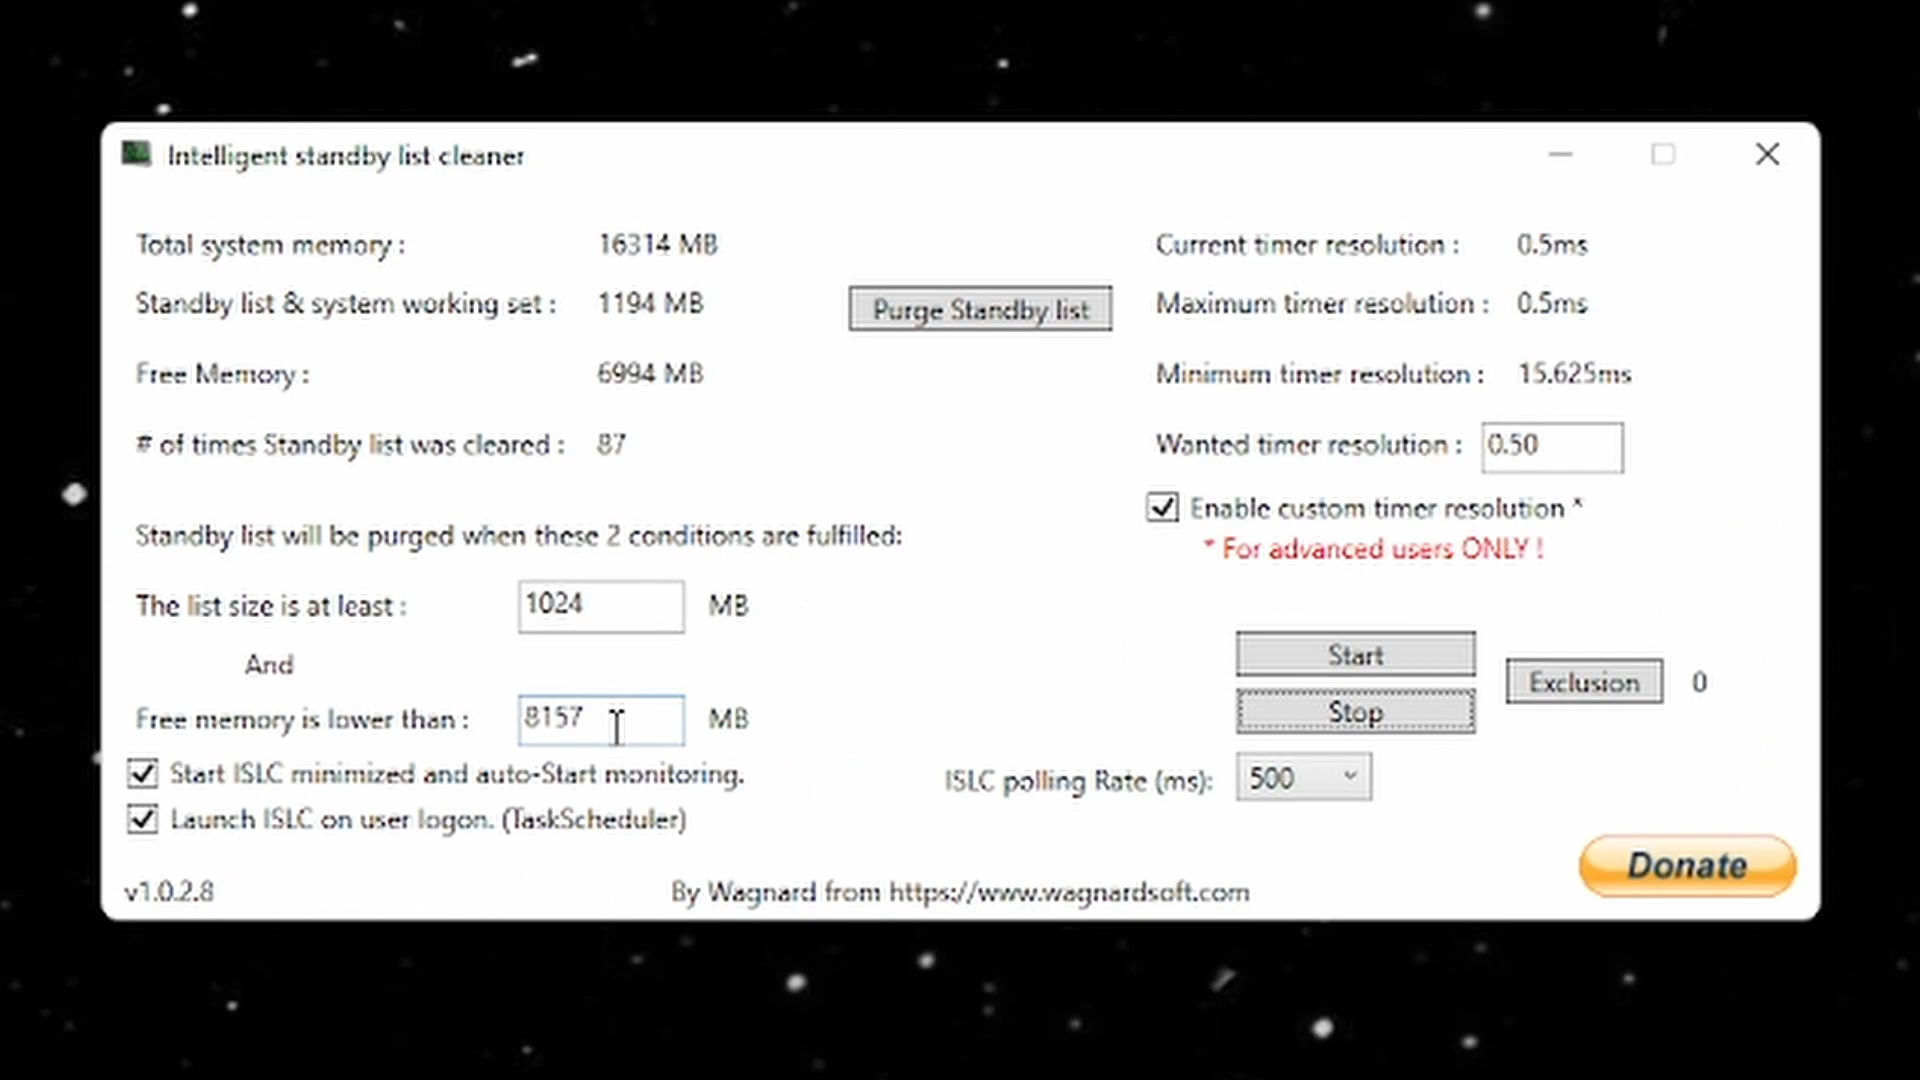 Intelligent standby list cleaner
Total system memory : 16314 MB
Standby list & system working set : 1194 MB
Purge Standby list
Free Memory : 6994 MB
# of times Standby list was cleared : 87
Standby list will be purged when these 2 conditions are fulfilled:
The list size is at least : 1024 MB
And
Free memory is lower than : 8157 MB
Start ISLC minimized and auto-Start monitoring.
Launch ISLC on user logon. (TaskScheduler)
Current timer resolution : 0.5ms
Maximum timer resolution : 0.5ms
Minimum timer resolution : 15.625ms
Wanted timer resolution : 0.50
Enable custom timer resolution *
* For advanced users ONLY !
Start
Stop
Exclusion 0
ISLC polling Rate (ms): 500
Donate
v1.0.2.8
By Wagnard from https://www.wagnardsoft.com